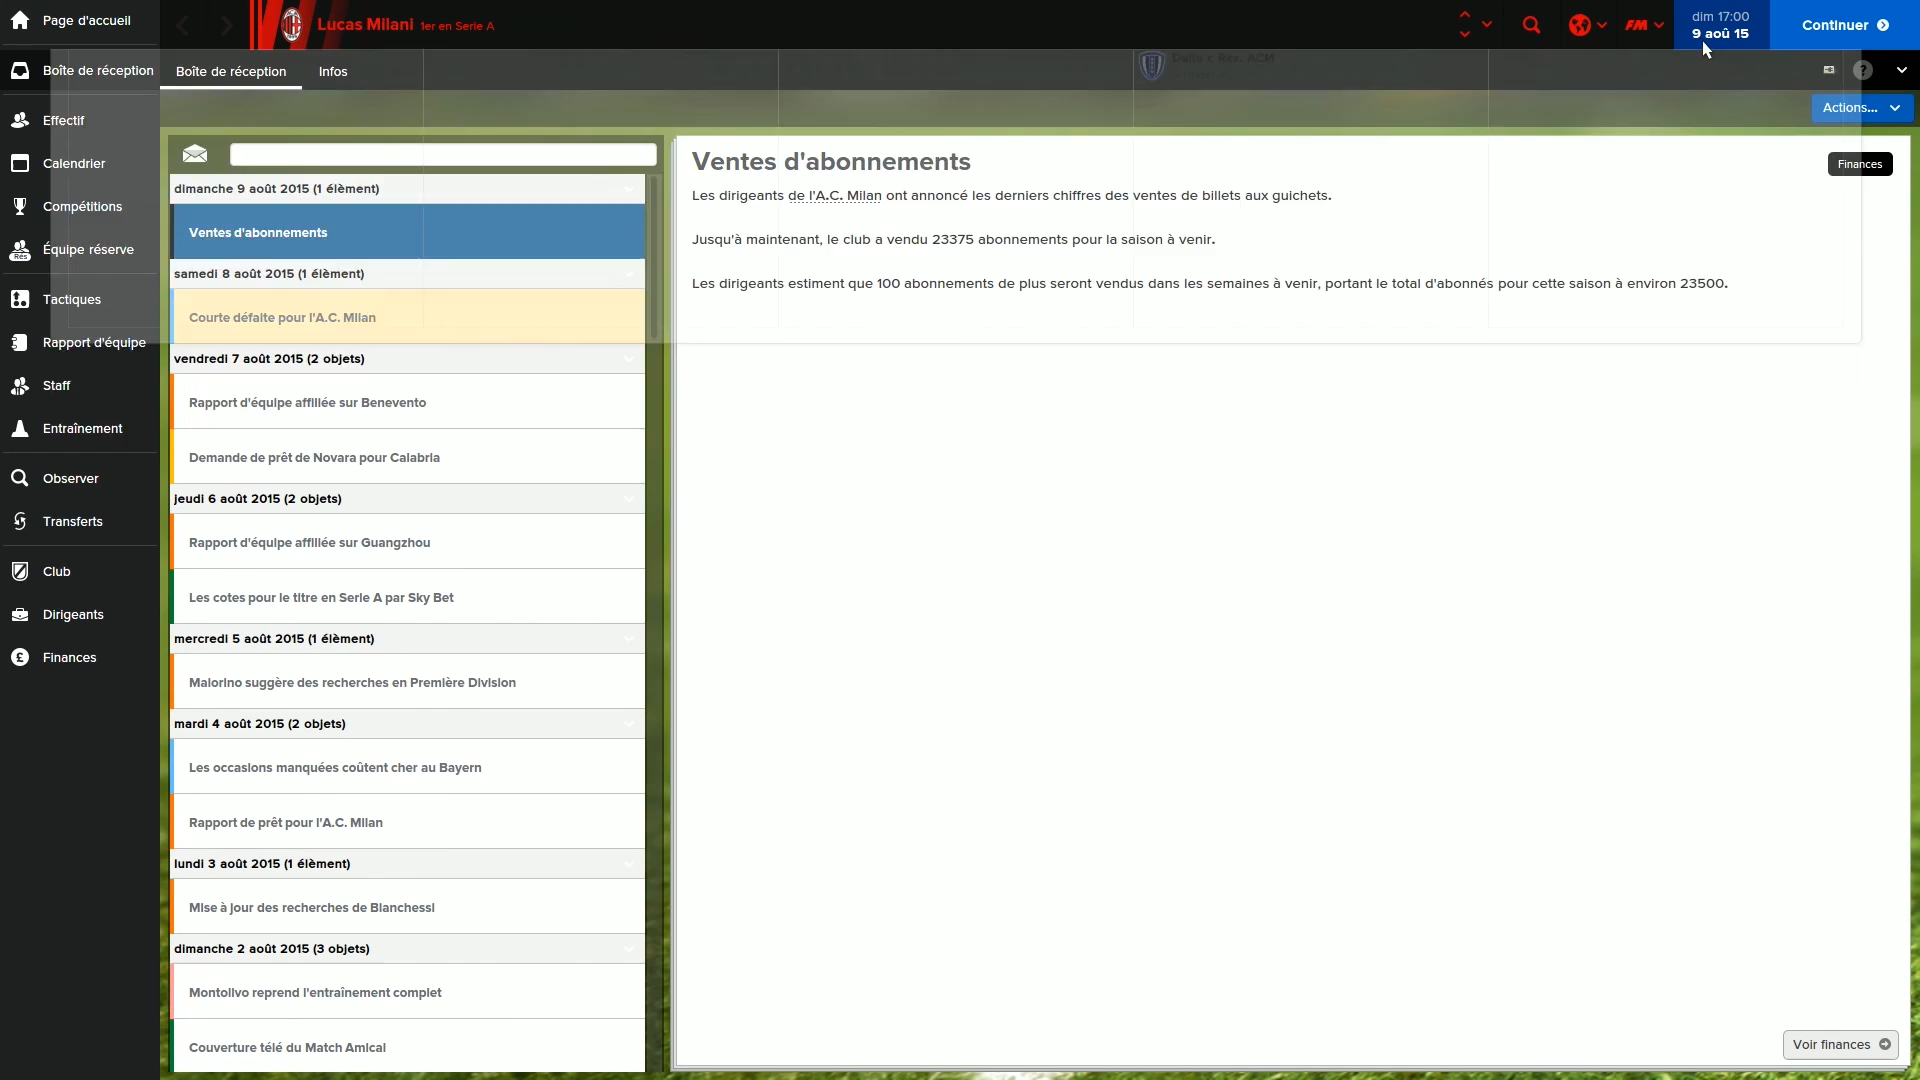 Page d'accueil
Lucas Milani 1er en Serie A
FM
dim 17:00
9 aoû 15
Continuer
Boîte de réception
Boîte de réception
Infos
?
Actions...
Effectif
Calendrier
Compétitions
Rés
Équipe réserve
Tactiques
Rapport d'équipe
Staff
Entraînement
Observer
Transferts
Club
Dirigeants
£ Finances
dimanche 9 août 2015 (1 élèment)
Ventes d'abonnements
samedi 8 août 2015 (1 élèment)
Courte défaite pour l'A.C. Milan
vendredi 7 août 2015 (2 objets)
Rapport d'équipe affiliée sur Benevento
Demande de prêt de Novara pour Calabria
jeudi 6 août 2015 (2 objets)
Rapport d'équipe affiliée sur Guangzhou
Les cotes pour le titre en Serie A par Sky Bet
mercredi 5 août 2015 (1 élèment)
Maiorino suggère des recherches en Première Division
mardi 4 août 2015 (2 objets)
Les occasions manquées coûtent cher au Bayern
Rapport de prêt pour l'A.C. Milan
lundi 3 août 2015 (1 élèment)
Mise à jour des recherches de Bianchessi
dimanche 2 août 2015 (3 objets)
Montolivo reprend l'entraînement complet
Couverture télé du Match Amical
Ventes d'abonnements
Finances
Les dirigeants de l'A.C. Milan ont annoncé les derniers chiffres des ventes de billets aux guichets.
Jusqu'à maintenant, le club a vendu 23375 abonnements pour la saison à venir.
Les dirigeants estiment que 100 abonnements de plus seront vendus dans les semaines à venir, portant le total d'abonnés pour cette saison à environ 23500.
Voir finances